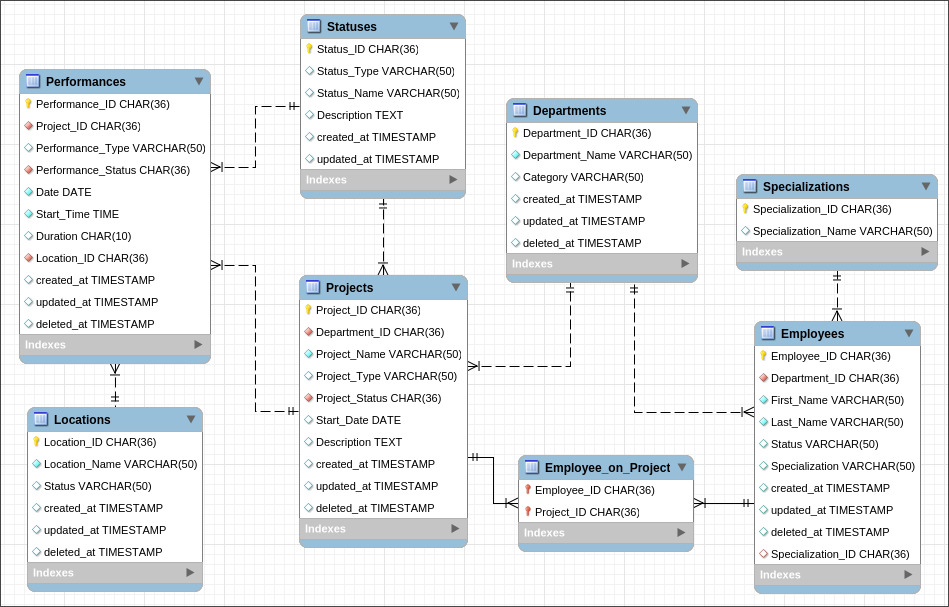 Statuses
Status_ID CHAR(36)
Status_Type VARCHAR(50)
Status_Name VARCHAR(50)
Description TEXT
created_at TIMESTAMP
updated_at TIMESTAMP
Indexes
Performances
Performance_ID CHAR(36)
Project_ID CHAR(36)
Performance_Type VARCHAR(50)
Performance_Status CHAR(36)
Date DATE
Start_Time TIME
Duration CHAR(10)
Location_ID CHAR(36)
created_at TIMESTAMP
updated_at TIMESTAMP
deleted_at TIMESTAMP
Indexes
Departments
Department_ID CHAR(36)
Department_Name VARCHAR(50)
Category VARCHAR(50)
created_at TIMESTAMP
updated_at TIMESTAMP
deleted_at TIMESTAMP
Indexes
Specializations
Specialization_ID CHAR(36)
Specialization_Name VARCHAR(50)
Indexes
Projects
Project_ID CHAR(36)
Department_ID CHAR(36)
Project_Name VARCHAR(50)
Project_Type VARCHAR(50)
Project_Status CHAR(36)
Start_Date DATE
Description TEXT
created_at TIMESTAMP
updated_at TIMESTAMP
deleted_at TIMESTAMP
Indexes
Employees
Employee_ID CHAR(36)
Department_ID CHAR(36)
First_Name VARCHAR(50)
Last_Name VARCHAR(50)
Status VARCHAR(50)
Specialization VARCHAR(50)
created_at TIMESTAMP
updated_at TIMESTAMP
deleted_at TIMESTAMP
Specialization_ID CHAR(36)
Indexes
Locations
Location_ID CHAR(36)
Location_Name VARCHAR(50)
Status VARCHAR(50)
created_at TIMESTAMP
updated_at TIMESTAMP
deleted_at TIMESTAMP
Indexes
Employee_on_Project
Employee_ID CHAR(36)
Project_ID CHAR(36)
Indexes